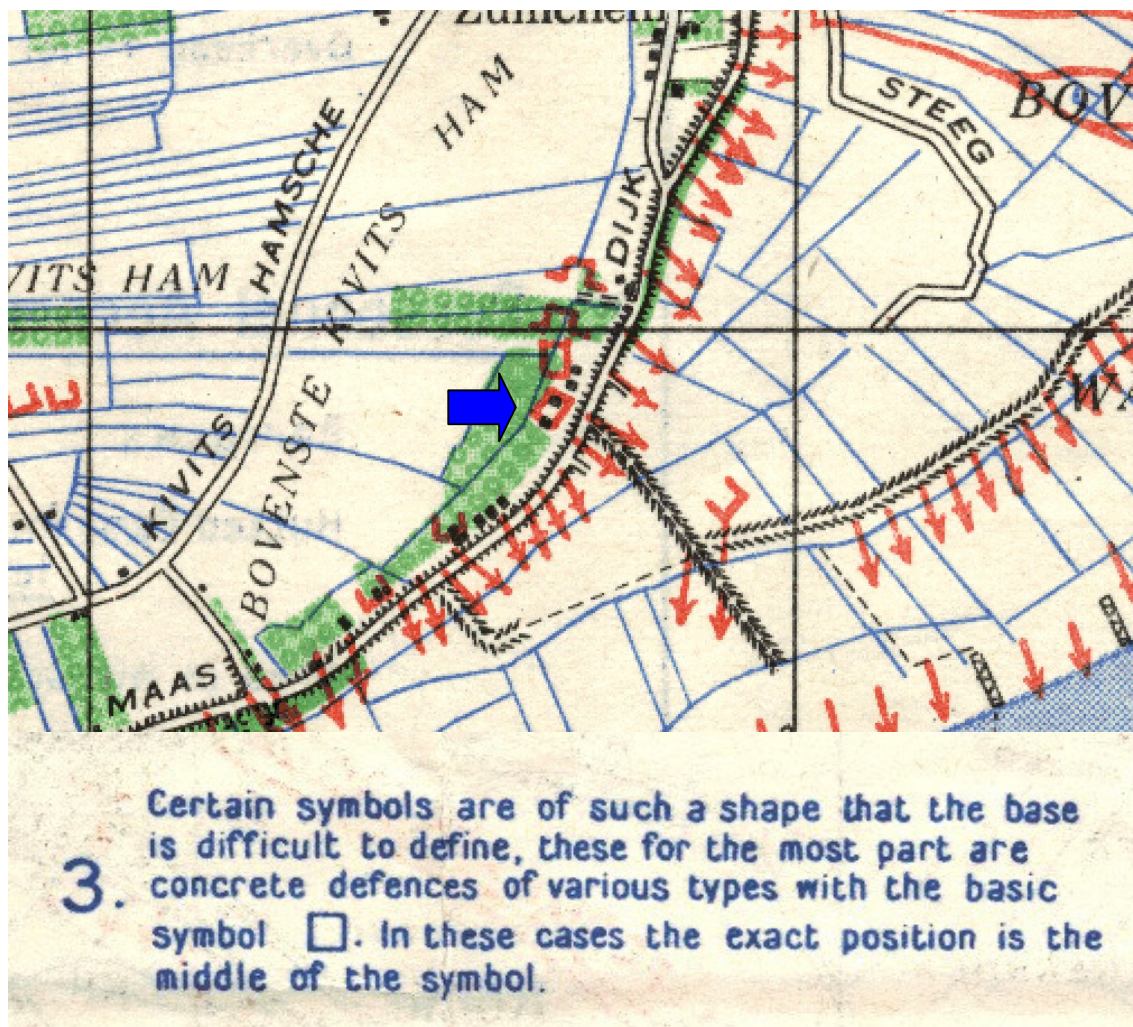 Zuilichem
HAM
HAMSCHE
STEEG
BOV
DIJK
VITS HAM
KIVITS
BOVENSTE
KIVITS
WA
MAAS
3.
Certain symbols are of such a shape that the base
is difficult to define, these for the most part are
concrete defences of various types with the basic
symbol □. In these cases the exact position is the
middle of the symbol.